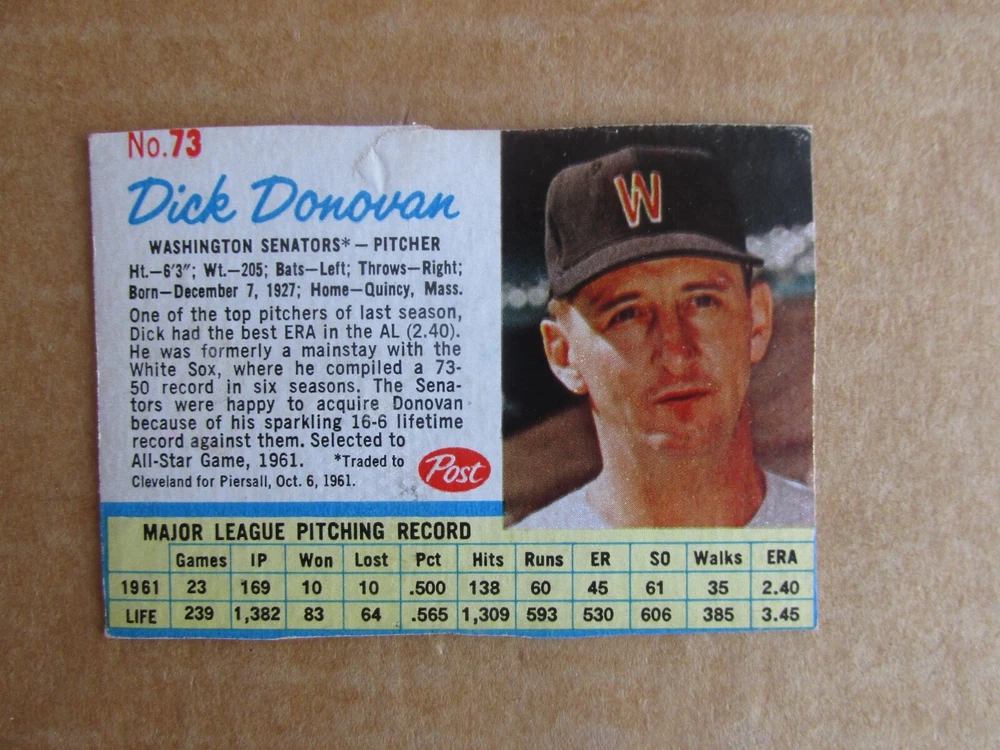 No.73
Dick Donovan
WASHINGTON SENATORS* — PITCHER
Ht.—6'3"; Wt.—205; Bats—Left; Throws—Right;
Born—December 7, 1927; Home—Quincy, Mass.
One of the top pitchers of last season,
Dick had the best ERA in the AL (2.40).
He was formerly a mainstay with the
White Sox, where he compiled a 73-
50 record in six seasons. The Sena-
tors were happy to acquire Donovan
because of his sparkling 16-6 lifetime
record against them. Selected to
All-Star Game, 1961. *Traded to
Cleveland for Piersall, Oct. 6, 1961.
Post
W
MAJOR LEAGUE PITCHING RECORD
Games IP Won Lost Pct Hits Runs ER SO Walks ERA
1961 23 169 10 10 .500 138 60 45 61 35 2.40
LIFE 239 1,382 83 64 .565 1,309 593 530 606 385 3.45